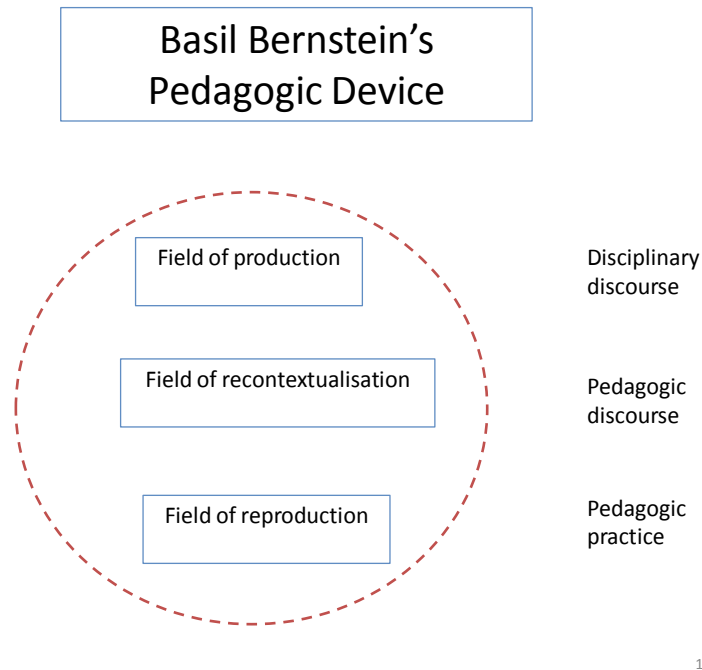 Basil Bernstein’s
Pedagogic Device
Field of production
Disciplinary
discourse
Field of recontextualisation
Pedagogic
discourse
Field of reproduction
Pedagogic
practice
1